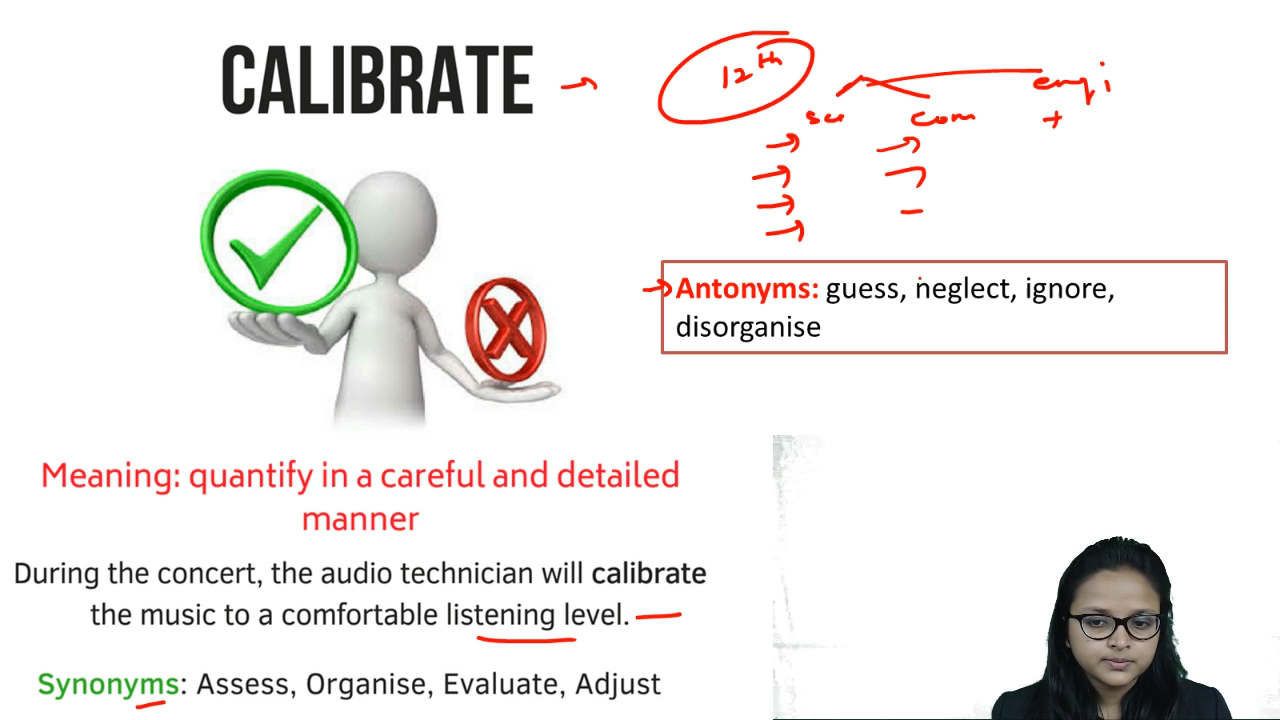 CALIBRATE
12th
com
Antonyms: guess, neglect, ignore,
disorganise
Meaning: quantify in a careful and detailed
manner
During the concert, the audio technician will calibrate
the music to a comfortable listening level.
Synonyms: Assess, Organise, Evaluate, Adjust